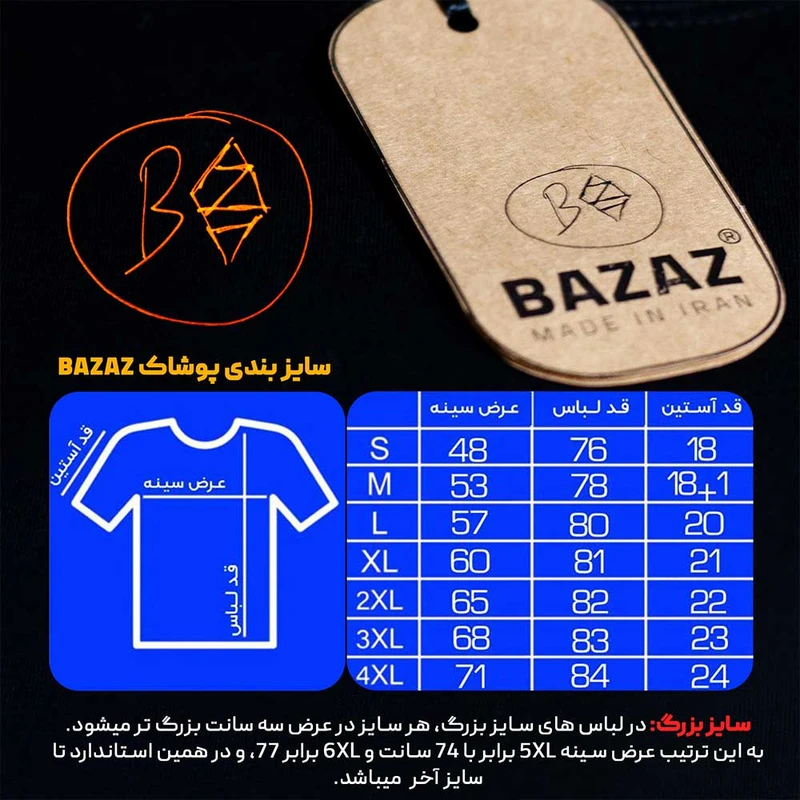 B
BAZAZ®
MADE IN IRAN
سایز بندی پوشاک BAZAZ
قد آستین
عرض سینه
قد لباس
عرض سینه قد لباس قد آستین
S 48 76 18
M 53 78 18+1
L 57 80 20
XL 60 81 21
2XL 65 82 22
3XL 68 83 23
4XL 71 84 24
سایز بزرگ: در لباس های سایز بزرگ، هر سایز در عرض سه سانت بزرگ تر میشود.
به این ترتیب عرض سینه 5XL برابر با 74 سانت و 6XL برابر 77، و در همین استاندارد تا
سایز آخر میباشد.